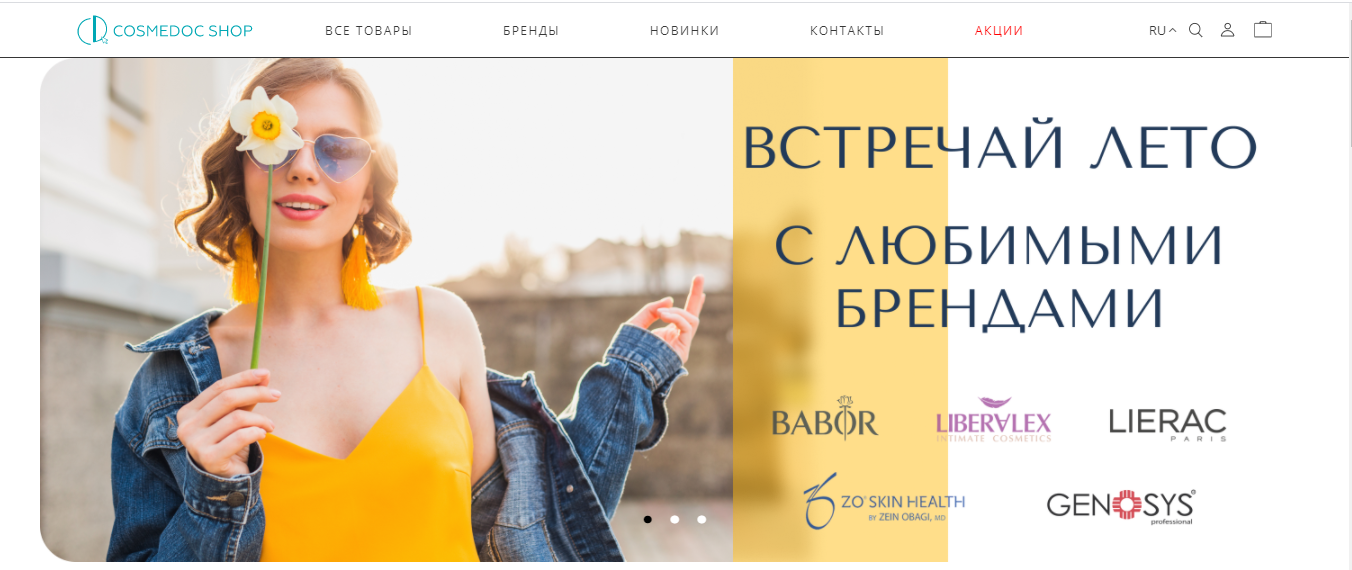 COSMEDOC SHOP
ВСЕ ТОВАРЫ
БРЕНДЫ
НОВИНКИ
КОНТАКТЫ
АКЦИИ
RU
ВСТРЕЧАЙ ЛЕТО
С ЛЮБИМЫМИ
БРЕНДАМИ
BABOR
LIBERALEX
INTIMATE COSMETICS
LIERAC
PARIS
ZO® SKIN HEALTH
BY ZEIN OBAGI, MD
GENOSYS®
professional